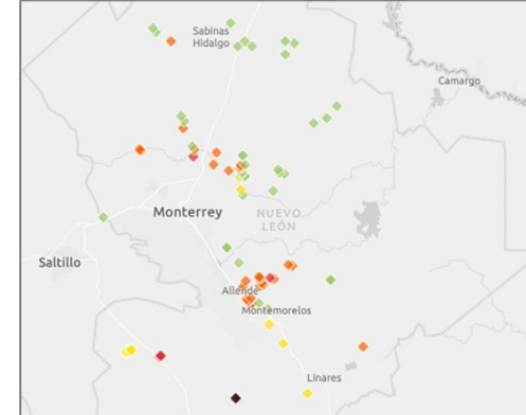 Sabinas
Hidalgo
Camargo
Monterrey
NUEVO
LEÓN
Saltillo
Allende
Montemorelos
Linares